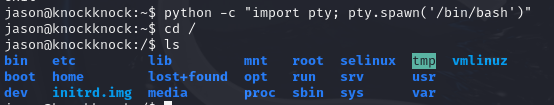 jason@knockknock:~$ python -c "import pty; pty.spawn('/bin/bash')"
jason@knockknock:~$ cd /
jason@knockknock:/$ ls
bin etc lib mnt root selinux tmp vmlinuz
boot home lost+found opt run srv usr
dev initrd.img media proc sbin sys var
jason@knockknock:/$